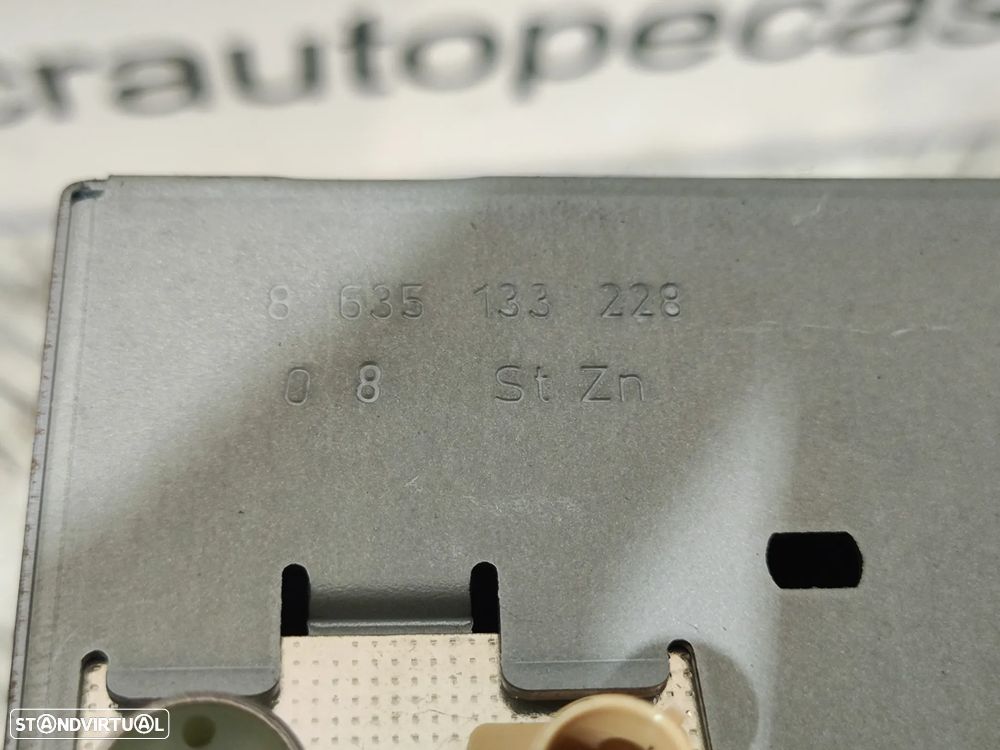 crautopecas
8 635 133 228
0 8 St Zn
STANDVIRTUAL